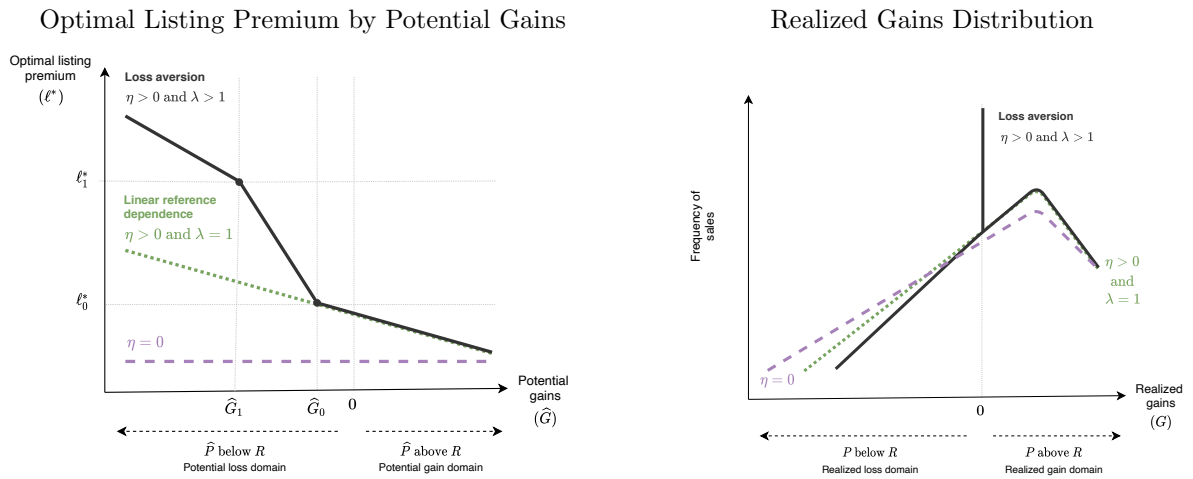 Optimal Listing Premium by Potential Gains
Optimal listing
premium
(ℓ*)
Loss aversion
η > 0 and λ > 1
ℓ₁*
Linear reference
dependence
η > 0 and λ = 1
ℓ₀*
η = 0
Ĝ₁
Ĝ₀
0
Potential
gains
(Ĝ)
P̂ below R
Potential loss domain
P̂ above R
Potential gain domain
Realized Gains Distribution
Frequency of
sales
Loss aversion
η > 0 and λ > 1
η > 0
and
λ = 1
η = 0
0
Realized
gains
(G)
P below R
Realized loss domain
P above R
Realized gain domain